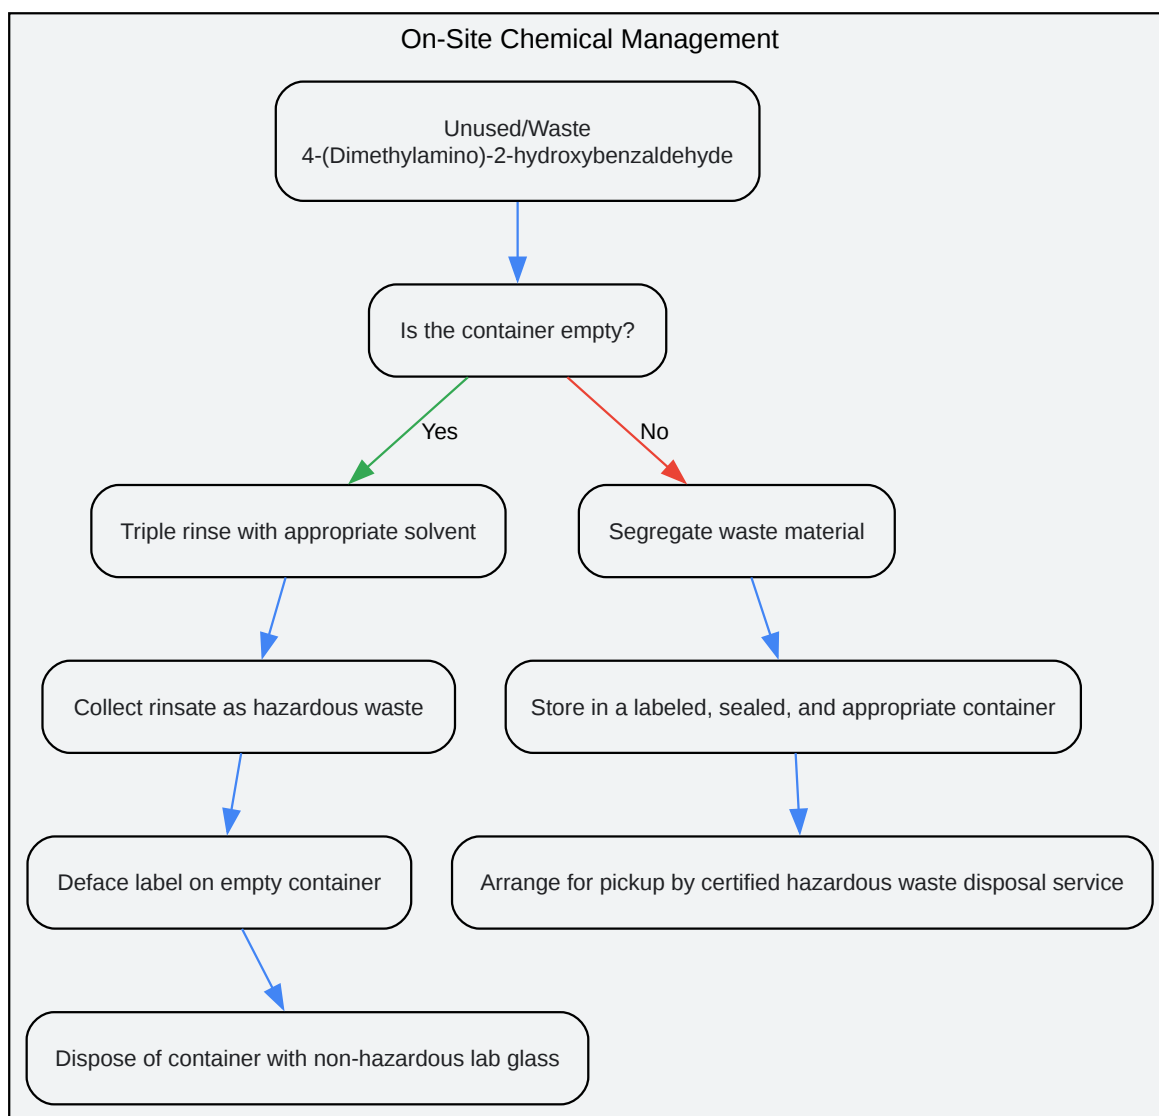 On-Site Chemical Management
Unused/Waste
4-(Dimethylamino)-2-hydroxybenzaldehyde
Is the container empty?
Yes
No
Triple rinse with appropriate solvent
Segregate waste material
Collect rinsate as hazardous waste
Store in a labeled, sealed, and appropriate container
Deface label on empty container
Arrange for pickup by certified hazardous waste disposal service
Dispose of container with non-hazardous lab glass